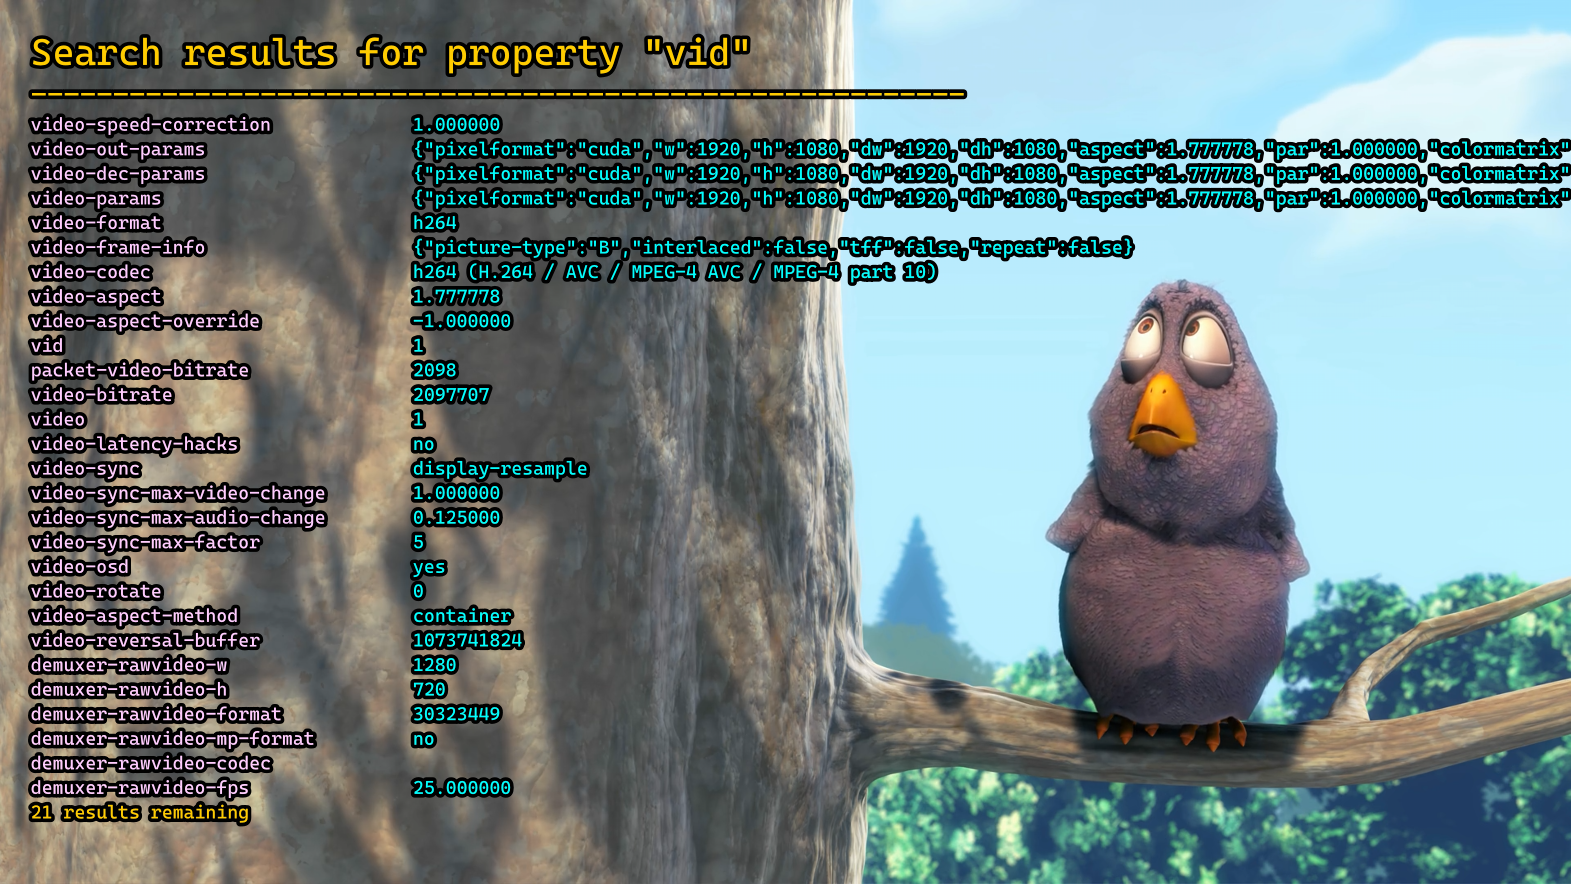 Search results for property "vid"
----------------------------------------------------------
video-speed-correction 1.000000
video-out-params {"pixelformat":"cuda","w":1920,"h":1080,"dw":1920,"dh":1080,"aspect":1.777778,"par":1.000000,"colormatrix"
video-dec-params {"pixelformat":"cuda","w":1920,"h":1080,"dw":1920,"dh":1080,"aspect":1.777778,"par":1.000000,"colormatrix"
video-params {"pixelformat":"cuda","w":1920,"h":1080,"dw":1920,"dh":1080,"aspect":1.777778,"par":1.000000,"colormatrix"
video-format h264
video-frame-info {"picture-type":"B","interlaced":false,"tff":false,"repeat":false}
video-codec h264 (H.264 / AVC / MPEG-4 AVC / MPEG-4 part 10)
video-aspect 1.777778
video-aspect-override -1.000000
vid 1
packet-video-bitrate 2098
video-bitrate 2097707
video 1
video-latency-hacks no
video-sync display-resample
video-sync-max-video-change 1.000000
video-sync-max-audio-change 0.125000
video-sync-max-factor 5
video-osd yes
video-rotate 0
video-aspect-method container
video-reversal-buffer 1073741824
demuxer-rawvideo-w 1280
demuxer-rawvideo-h 720
demuxer-rawvideo-format 30323449
demuxer-rawvideo-mp-format no
demuxer-rawvideo-codec
demuxer-rawvideo-fps 25.000000
21 results remaining